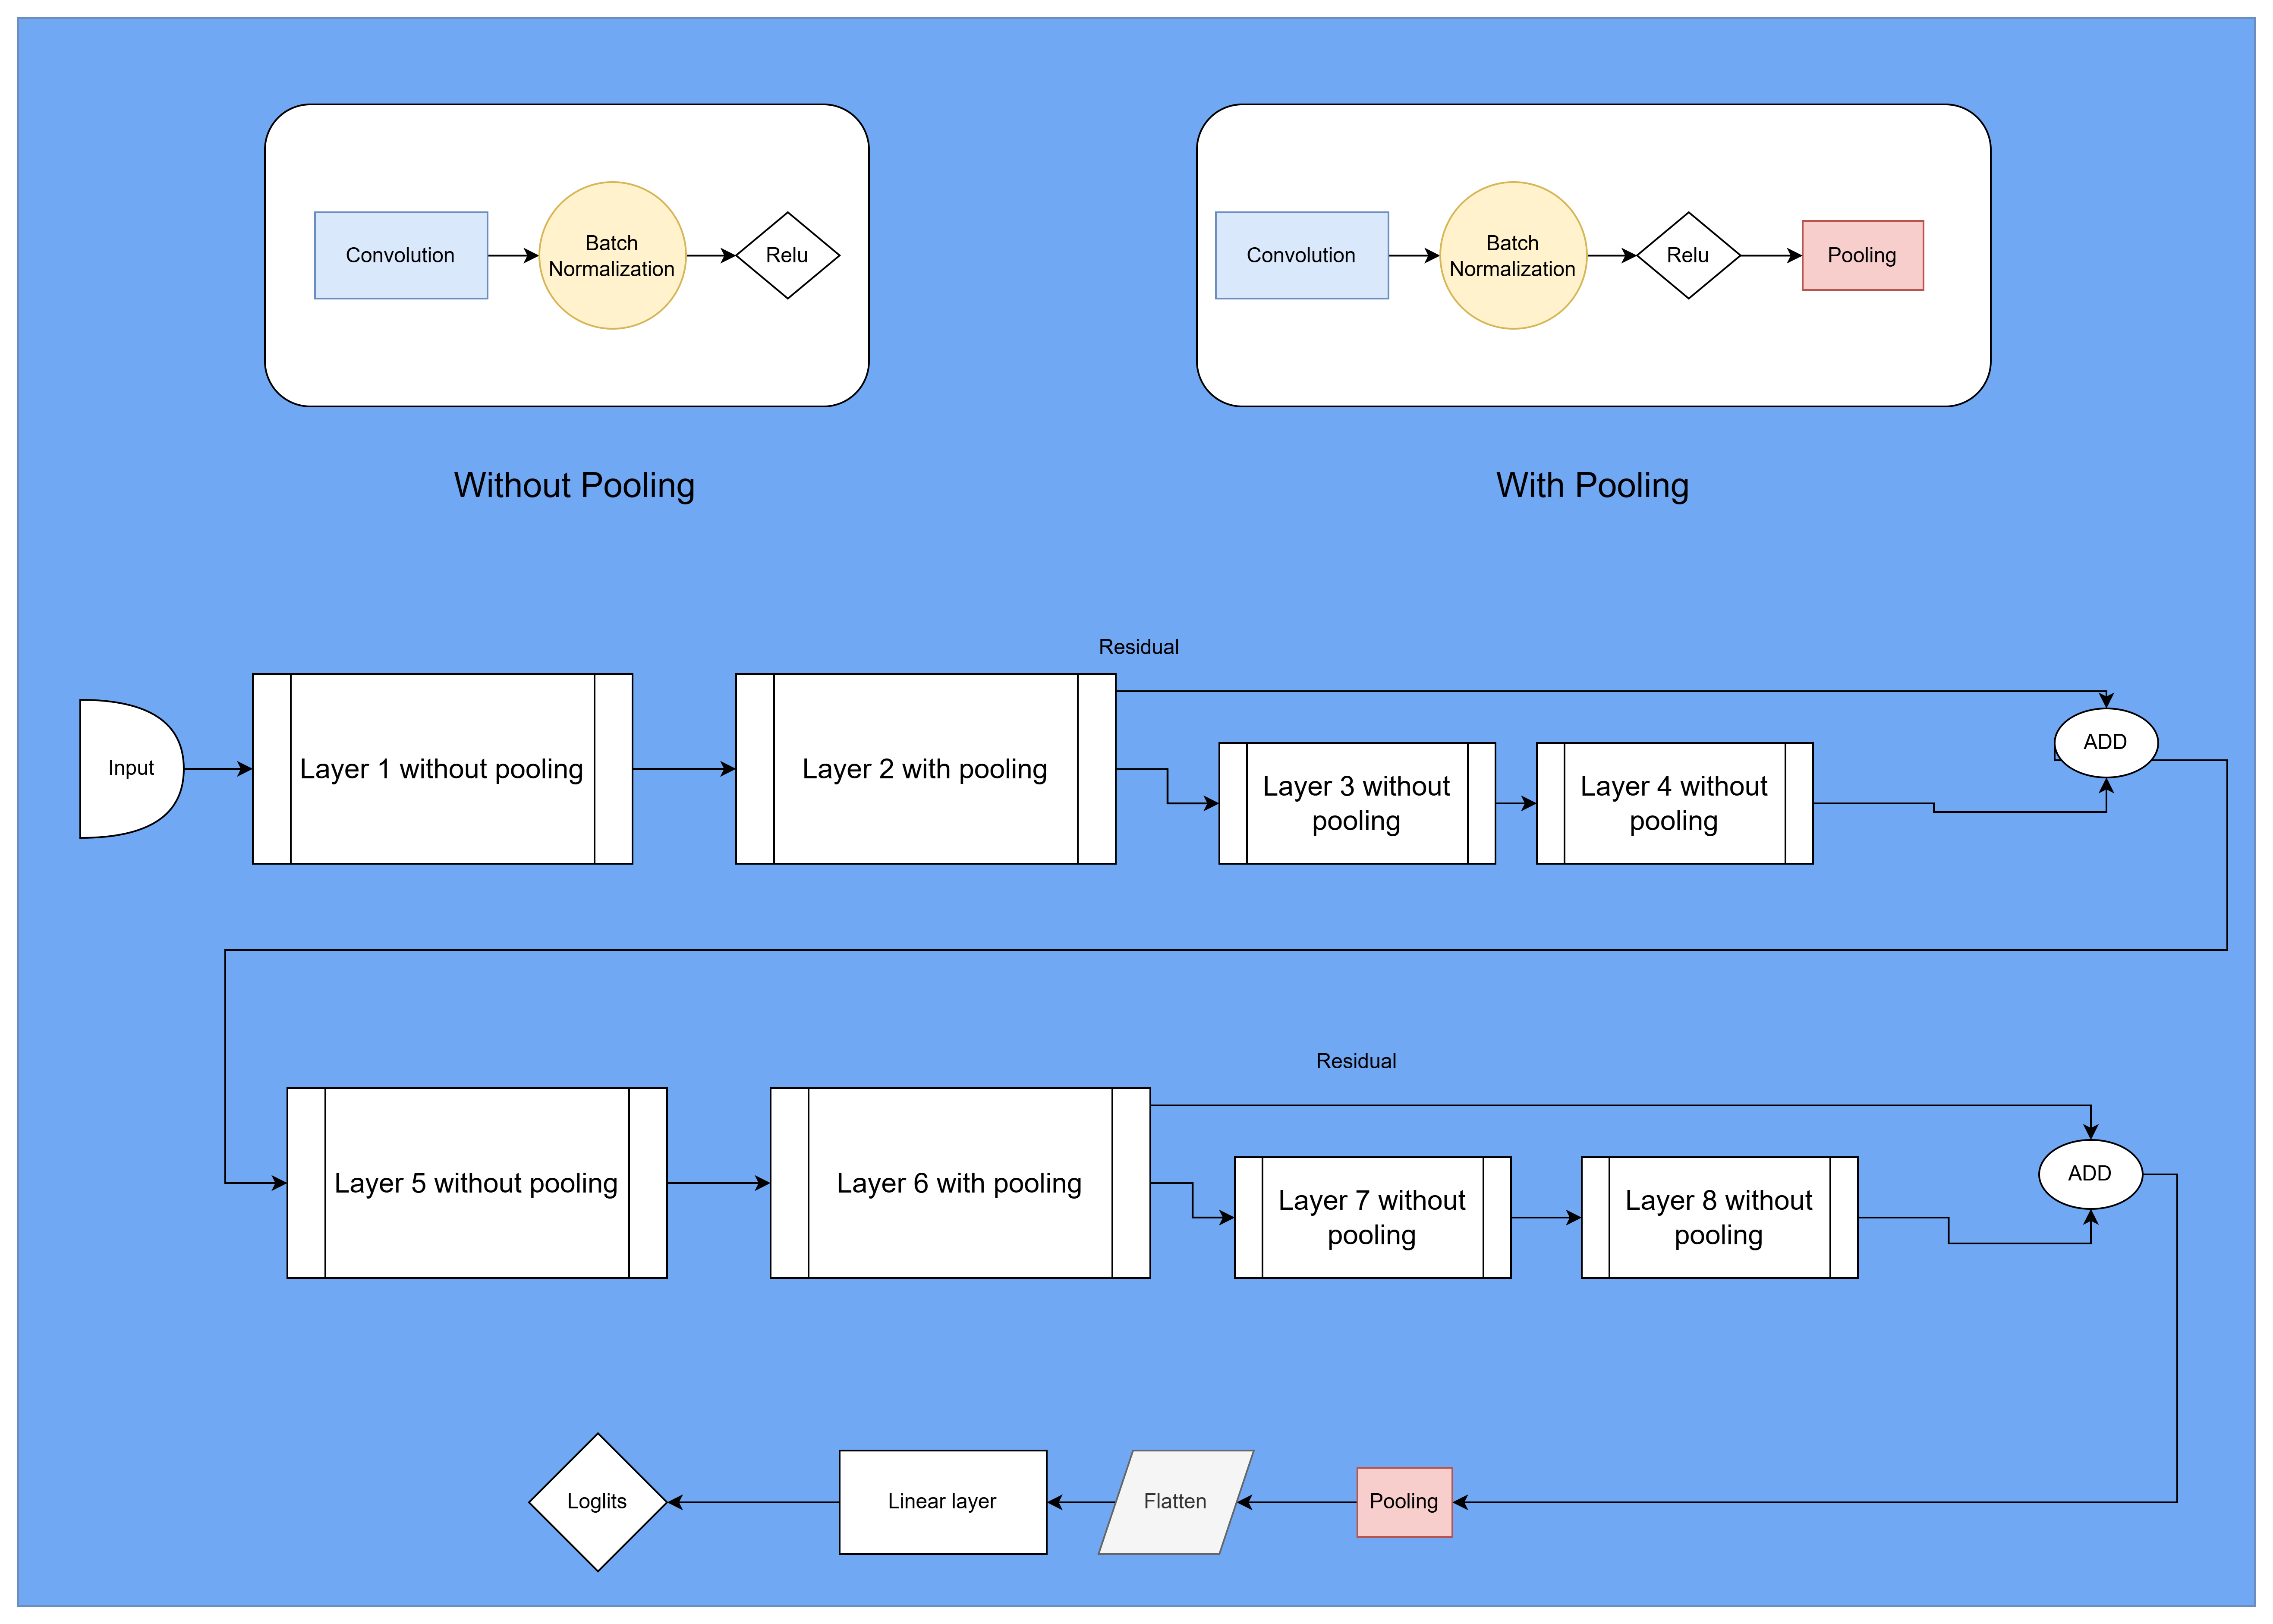 Convolution
Batch
Normalization
Relu
Convolution
Batch
Normalization
Relu
Pooling
Without Pooling
With Pooling
Residual
Input
Layer 1 without pooling
Layer 2 with pooling
Layer 3 without
pooling
Layer 4 without
pooling
ADD
Residual
Layer 5 without pooling
Layer 6 with pooling
Layer 7 without
pooling
Layer 8 without
pooling
ADD
Loglits
Linear layer
Flatten
Pooling